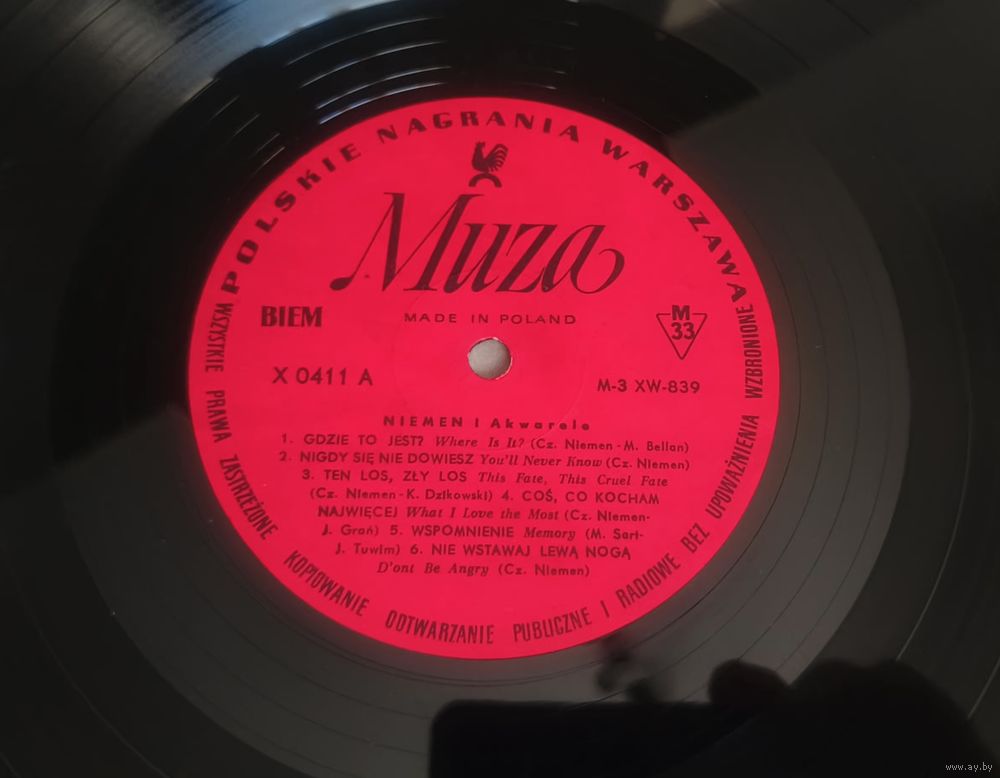 POLSKIE NAGRANIA WARSZAWA
Muza
BIEM
MADE IN POLAND
M
33
X 0411 A
M-3 XW-839
NIEMEN i Akwarele
1. GDZIE TO JEST? Where Is It? (Cz. Niemen - M. Bellan)
2. NIGDY SIĘ NIE DOWIESZ You'll Never Know (Cz. Niemen)
3. TEN LOS, ZŁY LOS This Fate, This Cruel Fate
(Cz. Niemen - K. Dzikowski) 4. COŚ, CO KOCHAM
NAJWIĘCEJ What I Love the Most (Cz. Niemen-
J. Groń) 5. WSPOMNIENIE Memory (M. Sart-
J. Tuwim) 6. NIE WSTAWAJ LEWĄ NOGĄ
D'ont Be Angry (Cz. Niemen)
WSZYSTKIE PRAWA ZASTRZEŻONE KOPIOWANIE ODTWARZANIE PUBLICZNE I RADIOWE BEZ UPOWAŻNIENIA WZBRONIONE
www.ay.by